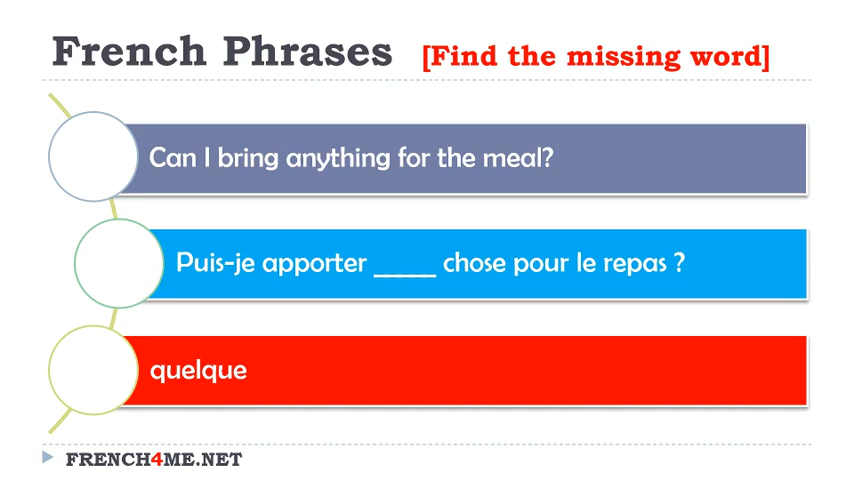 French Phrases [Find the missing word]
Can I bring anything for the meal?
Puis-je apporter _____ chose pour le repas ?
quelque
FRENCH4ME.NET